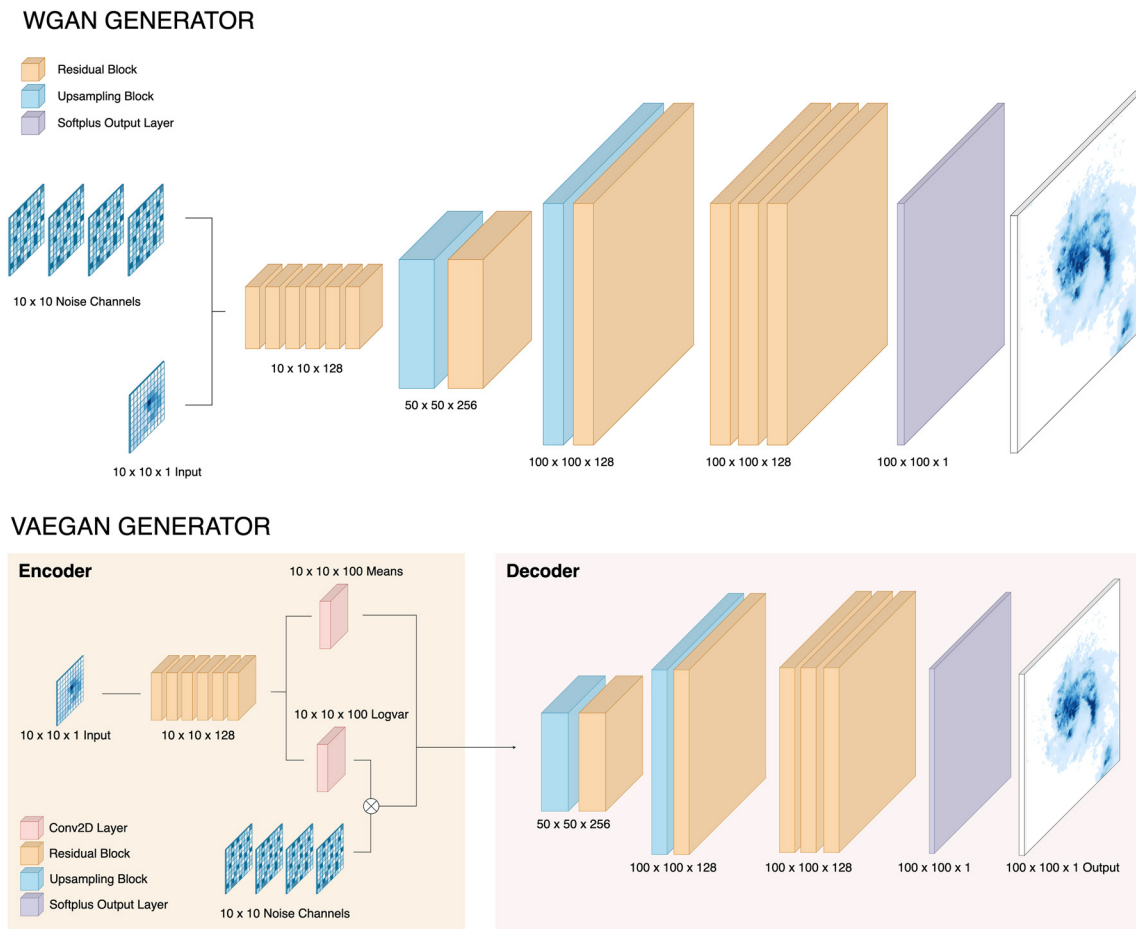 WGAN GENERATOR
Residual Block
Upsampling Block
Softplus Output Layer
10 x 10 Noise Channels
10 x 10 x 1 Input
10 x 10 x 128
50 x 50 x 256
100 x 100 x 128
100 x 100 x 128
100 x 100 x 1
VAEGAN GENERATOR
Encoder
10 x 10 x 100 Means
10 x 10 x 1 Input
10 x 10 x 128
10 x 10 x 100 Logvar
Conv2D Layer
Residual Block
Upsampling Block
Softplus Output Layer
10 x 10 Noise Channels
Decoder
50 x 50 x 256
100 x 100 x 128
100 x 100 x 128
100 x 100 x 1
100 x 100 x 1 Output